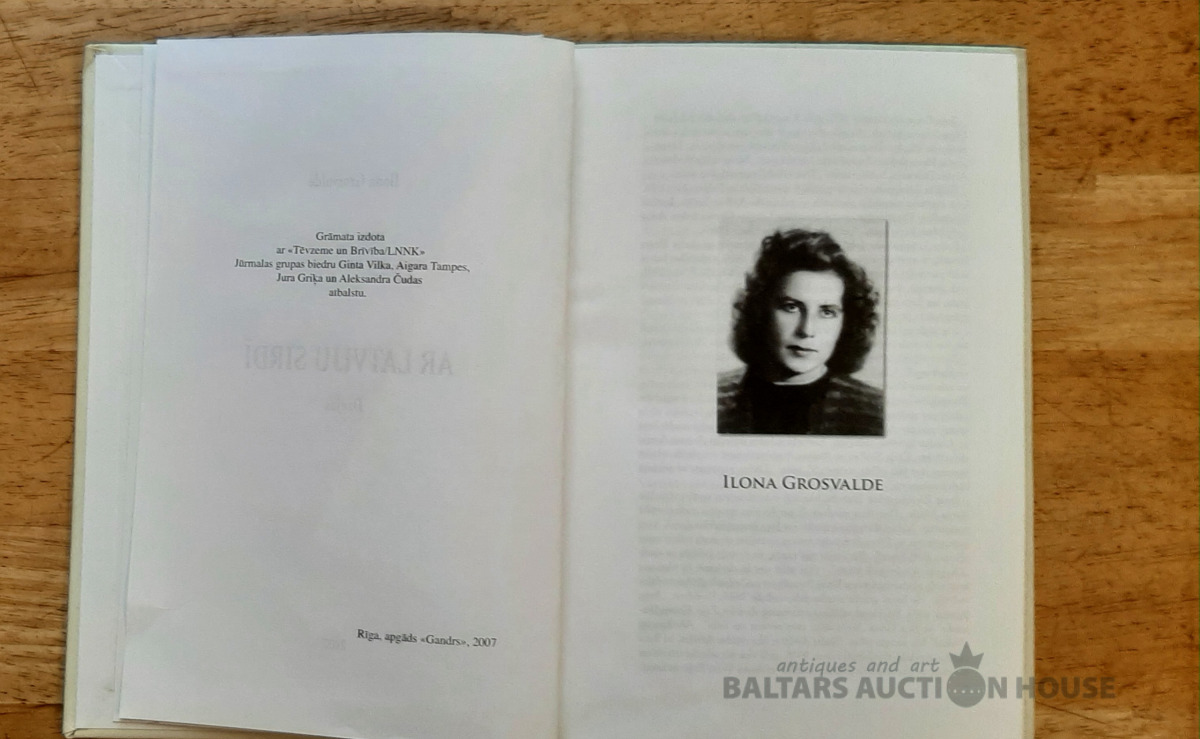 Grāmata izdota
ar «Tēvzeme un Brīvība/LNNK»
Jūrmalas grupas biedru Ginta Vilka, Aigara Tampes,
Jura Griķa un Aleksandra Čudas
atbalstu.
AR LATVIJU SIRDĪ
Rīga, apgāds «Gandrs», 2007
ILONA GROSVALDE
antiques and art
BALTARS AUCTION HOUSE